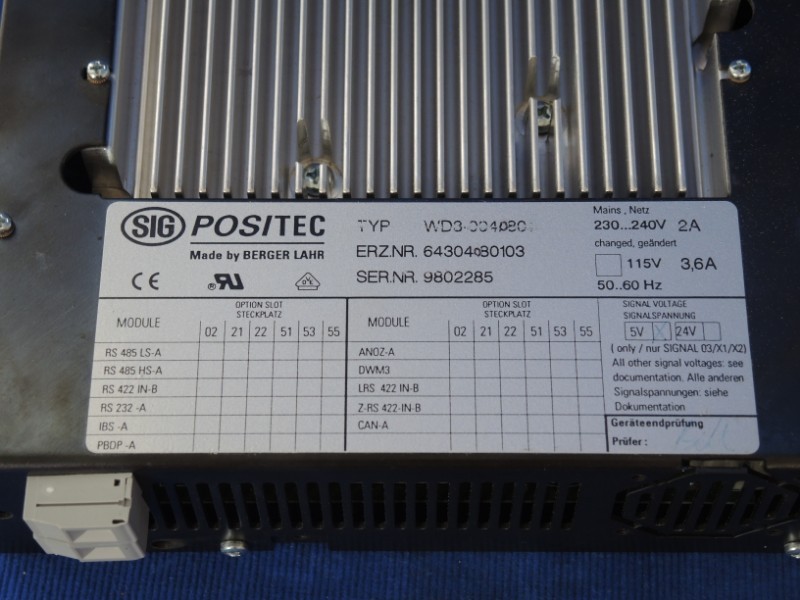 SIG POSITEC
Made by BERGER LAHR
CE
TYP
ERZ.NR. 64304080103
SER.NR. 9802285
Mains , Netz
230...240V 2A
changed, geändert
115V 3,6A
50..60 Hz
MODULE
OPTION SLOT
STECKPLATZ
02 21 22 51 53 55
RS 485 LS-A
RS 485 HS-A
RS 422 IN-B
RS 232 -A
IBS -A
PBDP -A
MODULE
OPTION SLOT
STECKPLATZ
02 21 22 51 53 55
ANOZ-A
DWM3
LRS 422 IN-B
Z-RS 422-IN-B
CAN-A
SIGNAL VOLTAGE
SIGNALSPANNUNG
5V X 24V
( only / nur SIGNAL 03/X1/X2)
All other signal voltages: see
documentation. Alle anderen
Signalspannungen: siehe
Dokumentation
Geräteendprüfung
Prüfer :